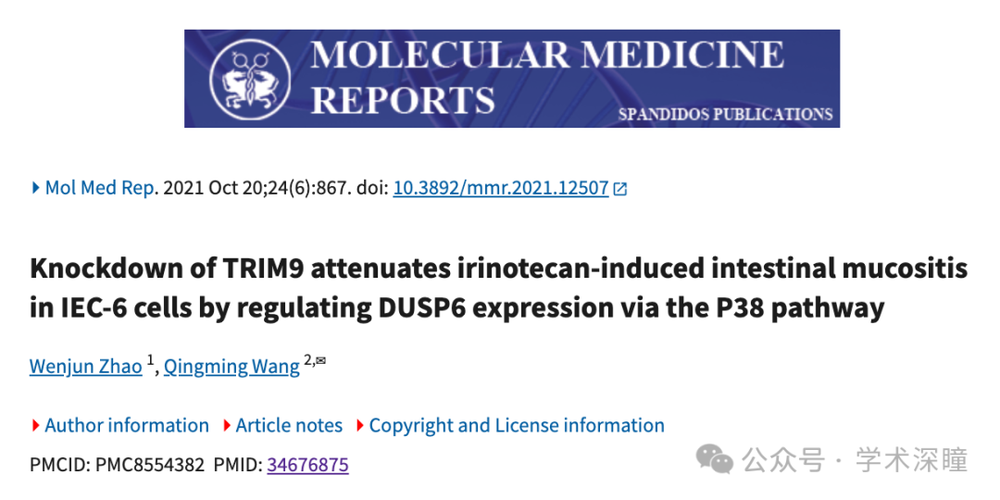 MOLECULAR MEDICINE
REPORTS
SPANDIDOS PUBLICATIONS
Mol Med Rep. 2021 Oct 20;24(6):867. doi: 10.3892/mmr.2021.12507
Knockdown of TRIM9 attenuates irinotecan-induced intestinal mucositis
in IEC-6 cells by regulating DUSP6 expression via the P38 pathway
Wenjun Zhao 1, Qingming Wang 2,✉
Author information Article notes Copyright and License information
PMCID: PMC8554382 PMID: 34676875
公众号 · 学术深瞳